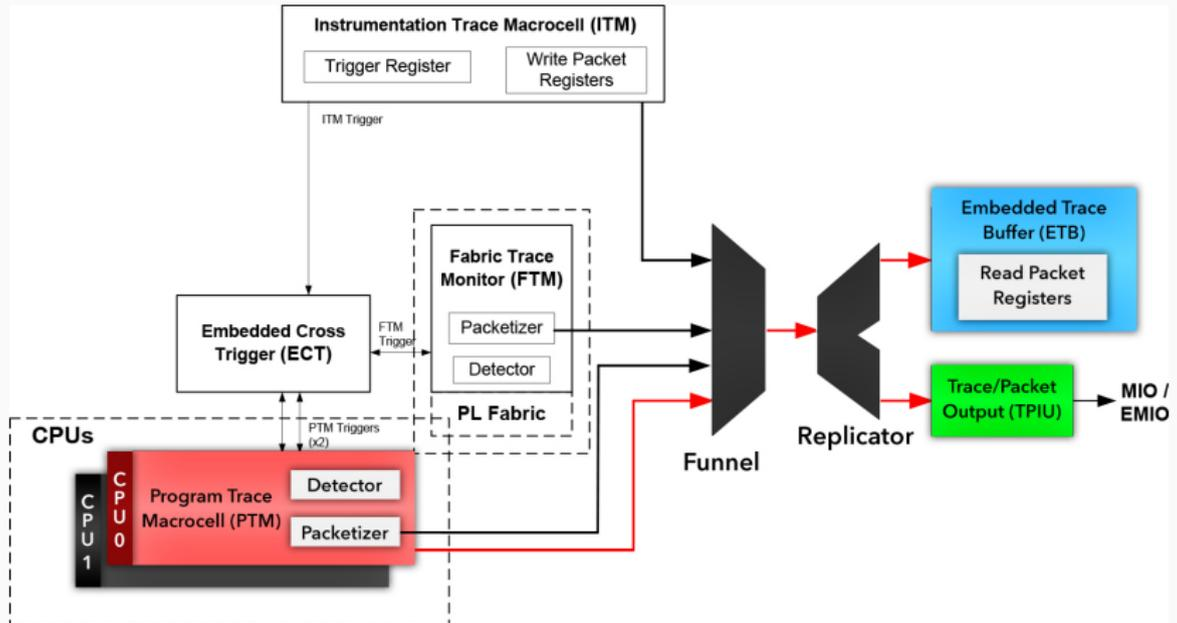 Instrumentation Trace Macrocell (ITM)
Trigger Register
Write Packet
Registers
ITM Trigger
Embedded Trace
Buffer (ETB)
Read Packet
Registers
Fabric Trace
Monitor (FTM)
Packetizer
Detector
PL Fabric
Embedded Cross
Trigger (ECT)
FTM
Trigger
Trace/Packet
Output (TPIU)
MIO /
EMIO
Replicator
Funnel
PTM Triggers
(x2)
CPUs
CPU0
CPU1
Program Trace
Macrocell (PTM)
Detector
Packetizer